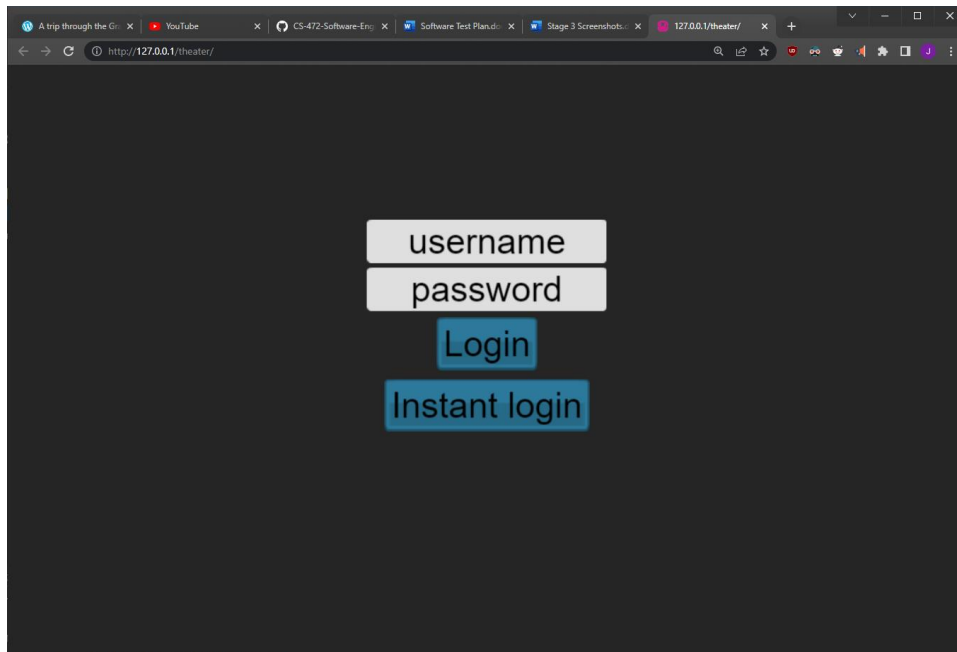 A trip through the Gr
YouTube
CS-472-Software-Eng
Software Test Plan.do
Stage 3 Screenshots.c
127.0.0.1/theater/
http://127.0.0.1/theater/
J
username
password
Login
Instant login